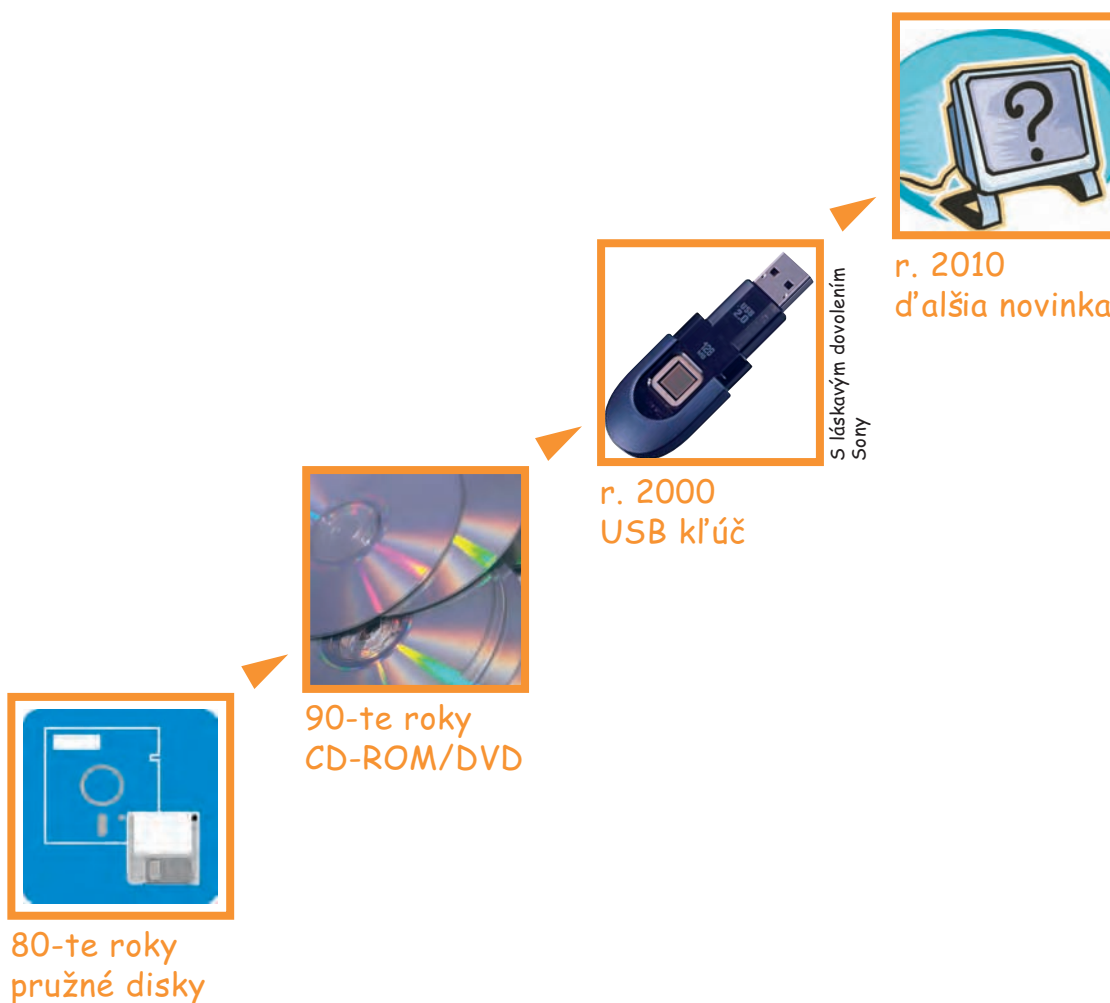 80-te roky
pružné disky
90-te roky
CD-ROM/DVD
r. 2000
USB kľúč
S láskavým dovolením
Sony
r. 2010
ďalšia novinka
?